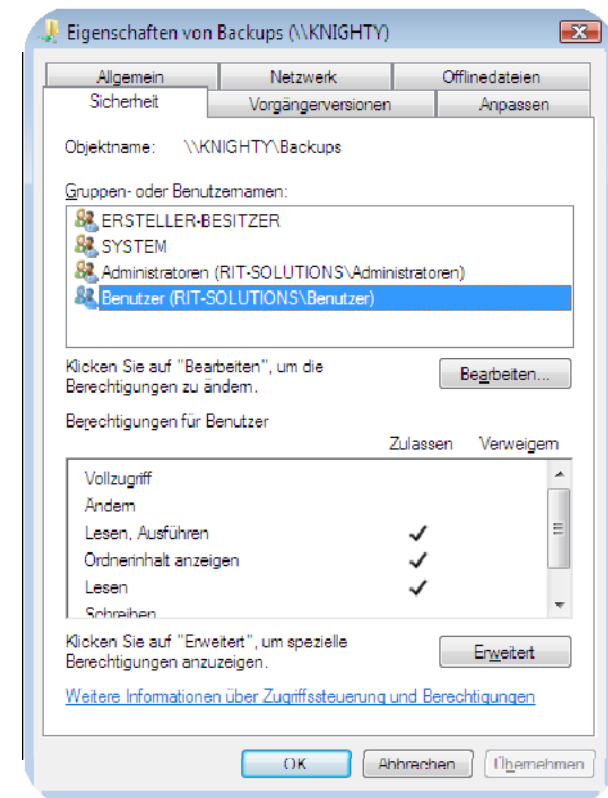 Eigenschaften von Backups (\\KNIGHTY)
Allgemein Netzwerk Offlinedateien
Sicherheit Vorgängerversionen Anpassen
Objektname: \\KNIGHTY\Backups
Gruppen- oder Benutzernamen:
ERSTELLER-BESITZER
SYSTEM
Administratoren (RIT-SOLUTIONS\Administratoren)
Benutzer (RIT-SOLUTIONS\Benutzer)
Klicken Sie auf "Bearbeiten", um die
Berechtigungen zu ändern.
Bearbeiten...
Berechtigungen für Benutzer
Zulassen Verweigern
Vollzugriff
Ändern
Lesen, Ausführen
Ordnerinhalt anzeigen
Lesen
Schreiben
Klicken Sie auf "Erweitert", um spezielle
Berechtigungen anzuzeigen.
Erweitert
Weitere Informationen über Zugriffssteuerung und Berechtigungen
OK Abbrechen Übernehmen